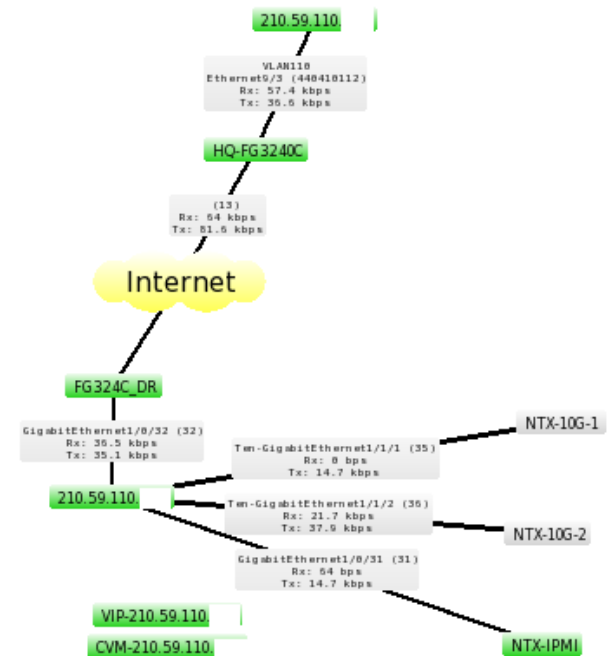 210.59.110.
VLAN110
Ethernet9/3 (440410112)
Rx: 57.4 kbps
Tx: 36.6 kbps
HQ-FG3240C
(13)
Rx: 64 kbps
Tx: 81.6 kbps
Internet
FG324C_DR
GigabitEthernet1/0/32 (32)
Rx: 36.5 kbps
Tx: 35.1 kbps
NTX-10G-1
Ten-GigabitEthernet1/1/1 (35)
Rx: 0 bps
Tx: 14.7 kbps
210.59.110.
Ten-GigabitEthernet1/1/2 (36)
Rx: 21.7 kbps
Tx: 37.9 kbps
NTX-10G-2
GigabitEthernet1/0/31 (31)
Rx: 64 bps
Tx: 14.7 kbps
VIP-210.59.110.
CVM-210.59.110.
NTX-IPMI